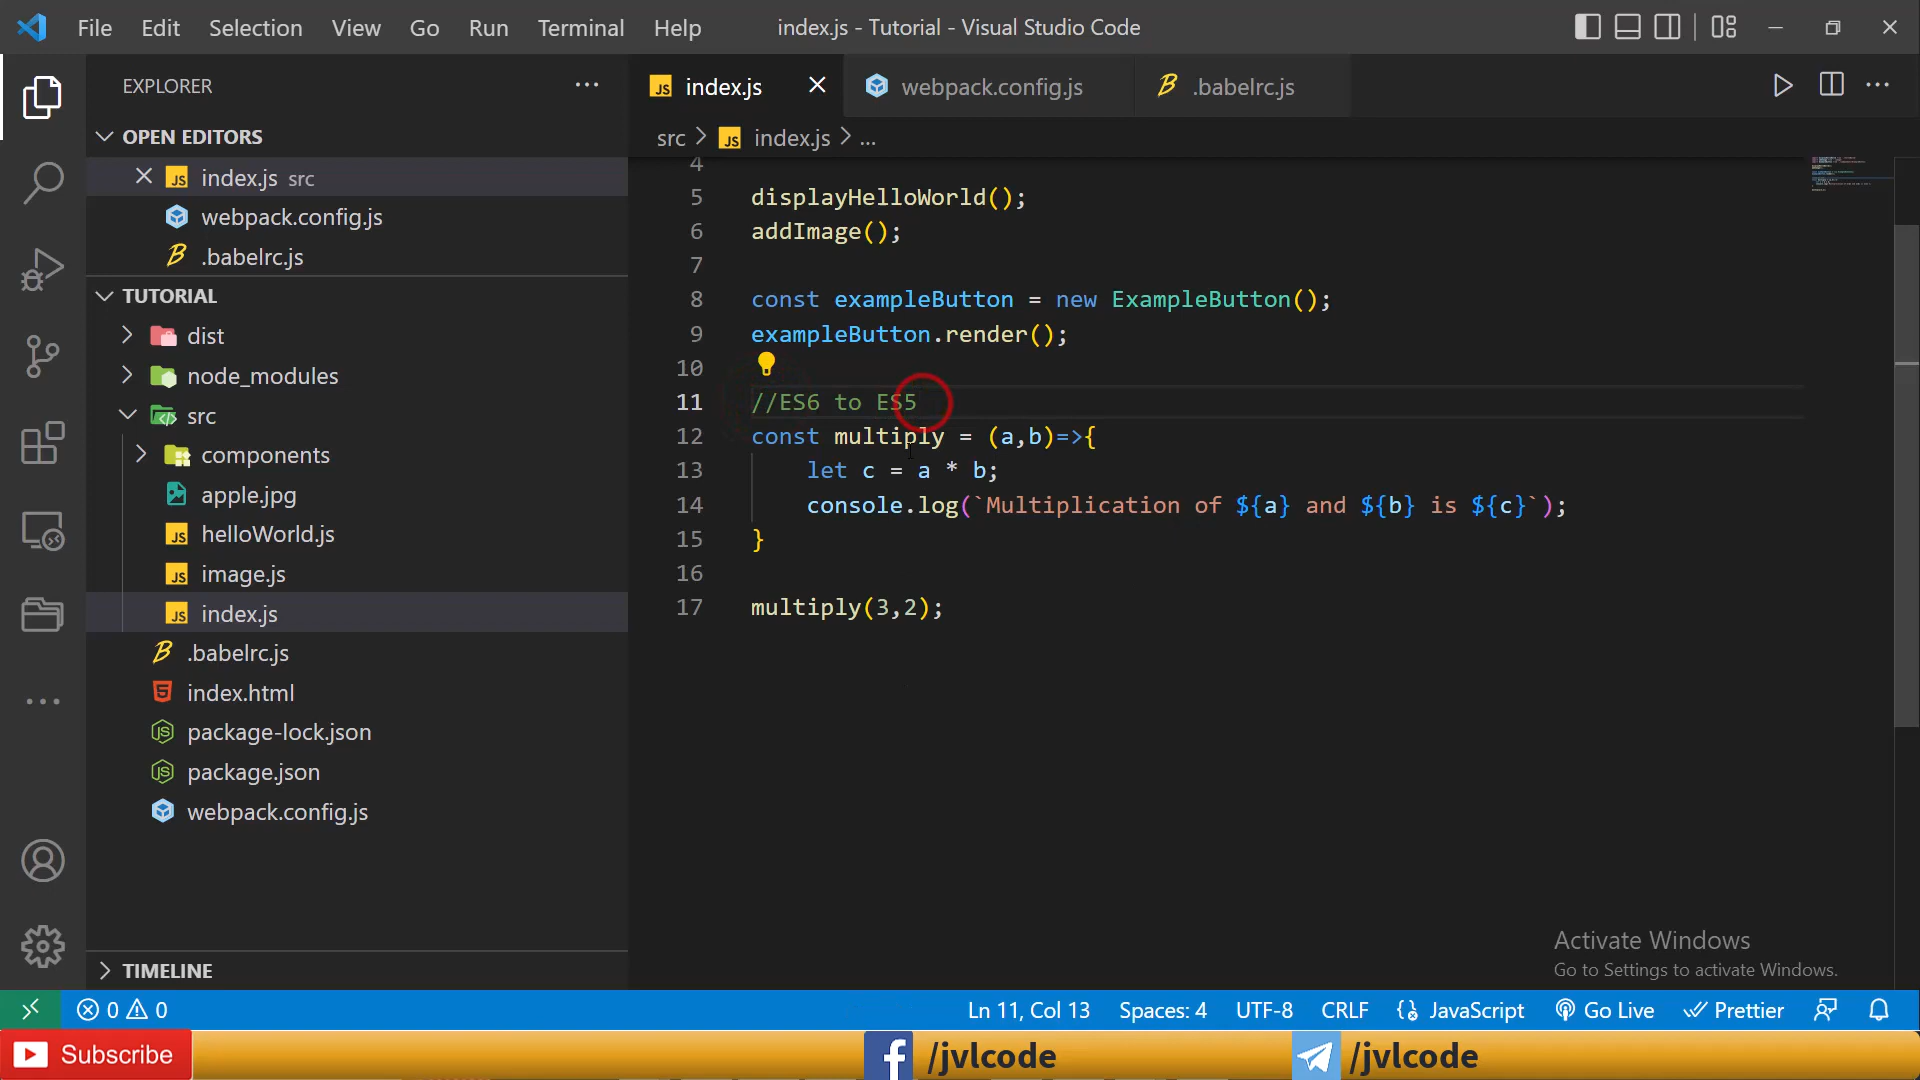 File Edit Selection View Go Run Terminal Help index.js - Tutorial - Visual Studio Code
EXPLORER
OPEN EDITORS
index.js src
webpack.config.js
.babelrc.js
TUTORIAL
dist
node_modules
src
components
apple.jpg
helloWorld.js
image.js
index.js
.babelrc.js
index.html
package-lock.json
package.json
webpack.config.js
TIMELINE
index.js webpack.config.js .babelrc.js
src > index.js > ...
4
5 displayHelloWorld();
6 addImage();
7
8 const exampleButton = new ExampleButton();
9 exampleButton.render();
10
11 //ES6 to ES5
12 const multiply = (a,b)=>{
13 let c = a * b;
14 console.log(`Multiplication of ${a} and ${b} is ${c}`);
15 }
16
17 multiply(3,2);
Activate Windows
Go to Settings to activate Windows.
0 0 Ln 11, Col 13 Spaces: 4 UTF-8 CRLF JavaScript Go Live Prettier
Subscribe /jvlcode /jvlcode